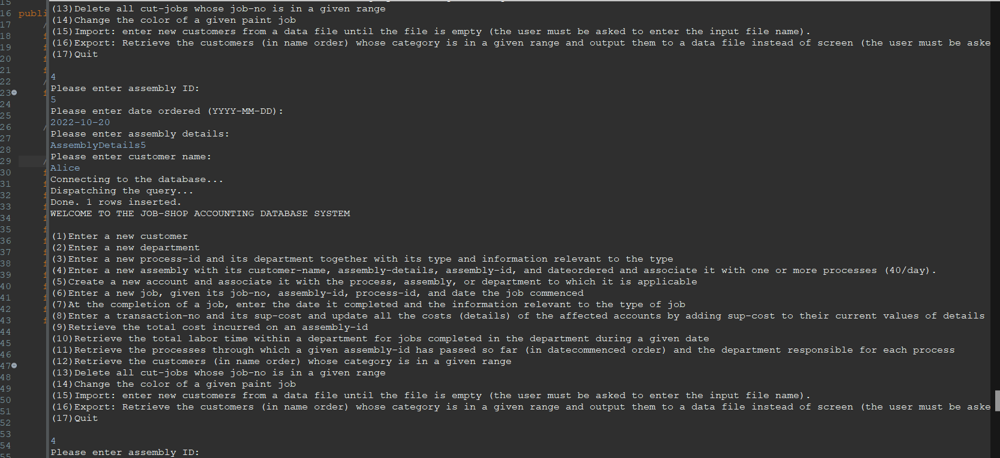 15
16 publi
17 /
18 f
19 f
20 f
21 f
22 /
23 f
24
25
26 /
27
28
29 /
30 f
31 f
32 f
33 f
34 f
35 f
36 f
37 f
38 f
39 f
40 f
41 f
42 f
43 f
44
45
46
47
48
49
50
51
52
53
54
55
(13)Delete all cut-jobs whose job-no is in a given range
(14)Change the color of a given paint job
(15)Import: enter new customers from a data file until the file is empty (the user must be asked to enter the input file name).
(16)Export: Retrieve the customers (in name order) whose category is in a given range and output them to a data file instead of screen (the user must be aske
(17)Quit
4
Please enter assembly ID:
5
Please enter date ordered (YYYY-MM-DD):
2022-10-20
Please enter assembly details:
AssemblyDetails5
Please enter customer name:
Alice
Connecting to the database...
Dispatching the query...
Done. 1 rows inserted.
WELCOME TO THE JOB-SHOP ACCOUNTING DATABASE SYSTEM
(1)Enter a new customer
(2)Enter a new department
(3)Enter a new process-id and its department together with its type and information relevant to the type
(4)Enter a new assembly with its customer-name, assembly-details, assembly-id, and dateordered and associate it with one or more processes (40/day).
(5)Create a new account and associate it with the process, assembly, or department to which it is applicable
(6)Enter a new job, given its job-no, assembly-id, process-id, and date the job commenced
(7)At the completion of a job, enter the date it completed and the information relevant to the type of job
(8)Enter a transaction-no and its sup-cost and update all the costs (details) of the affected accounts by adding sup-cost to their current values of details
(9)Retrieve the total cost incurred on an assembly-id
(10)Retrieve the total labor time within a department for jobs completed in the department during a given date
(11)Retrieve the processes through which a given assembly-id has passed so far (in datecommenced order) and the department responsible for each process
(12)Retrieve the customers (in name order) whose category is in a given range
(13)Delete all cut-jobs whose job-no is in a given range
(14)Change the color of a given paint job
(15)Import: enter new customers from a data file until the file is empty (the user must be asked to enter the input file name).
(16)Export: Retrieve the customers (in name order) whose category is in a given range and output them to a data file instead of screen (the user must be aske
(17)Quit
4
Please enter assembly ID: